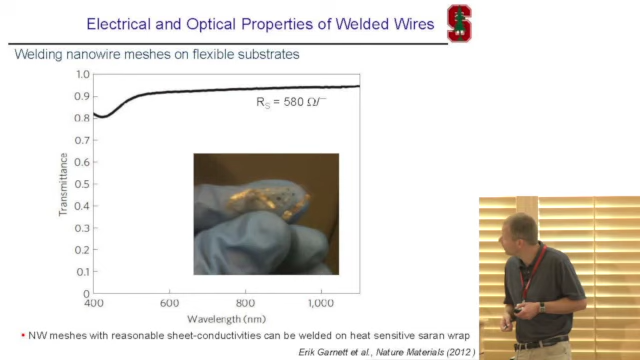 Electrical and Optical Properties of Welded Wires
Welding nanowire meshes on flexible substrates
1.0
0.9
0.8
0.7
0.6
0.5
0.4
0.3
0.2
0.1
0
Transmittance
RS = 580 Ω/
400
600
800
1,000
Wavelength (nm)
▪ NW meshes with reasonable sheet-conductivities can be welded on heat sensitive saran wrap
Erik Garnett et al., Nature Materials (2012)